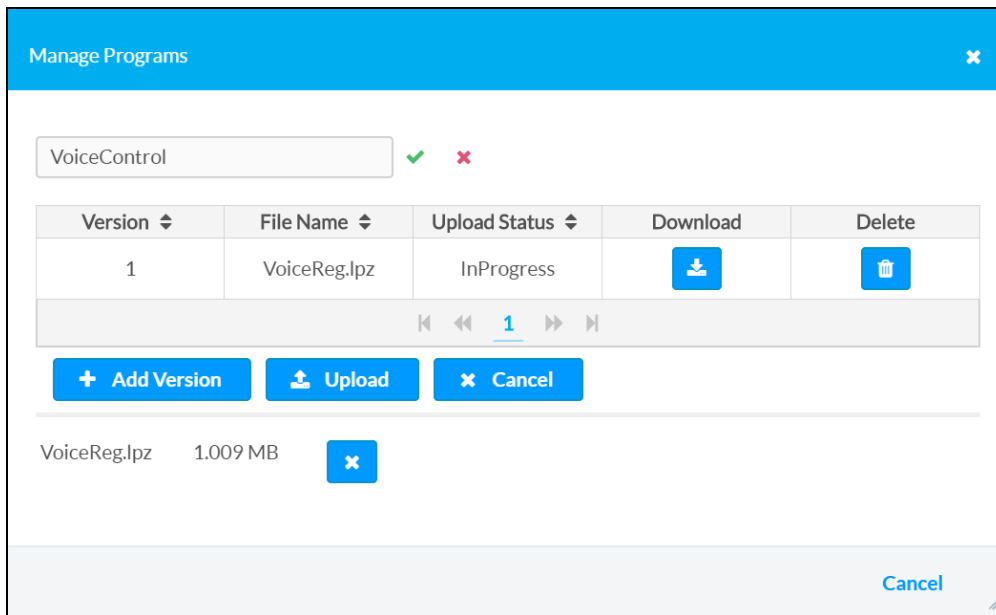 Manage Programs
VoiceControl
Version File Name Upload Status Download Delete
1 VoiceReg.lpz InProgress
1
Add Version Upload Cancel
VoiceReg.lpz 1.009 MB
Cancel